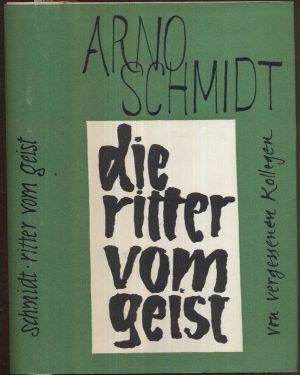 ARNO
SCHMIDT
die
ritter
vom
geist
von vergessenen Kollegen
schmidt ritter vom geist